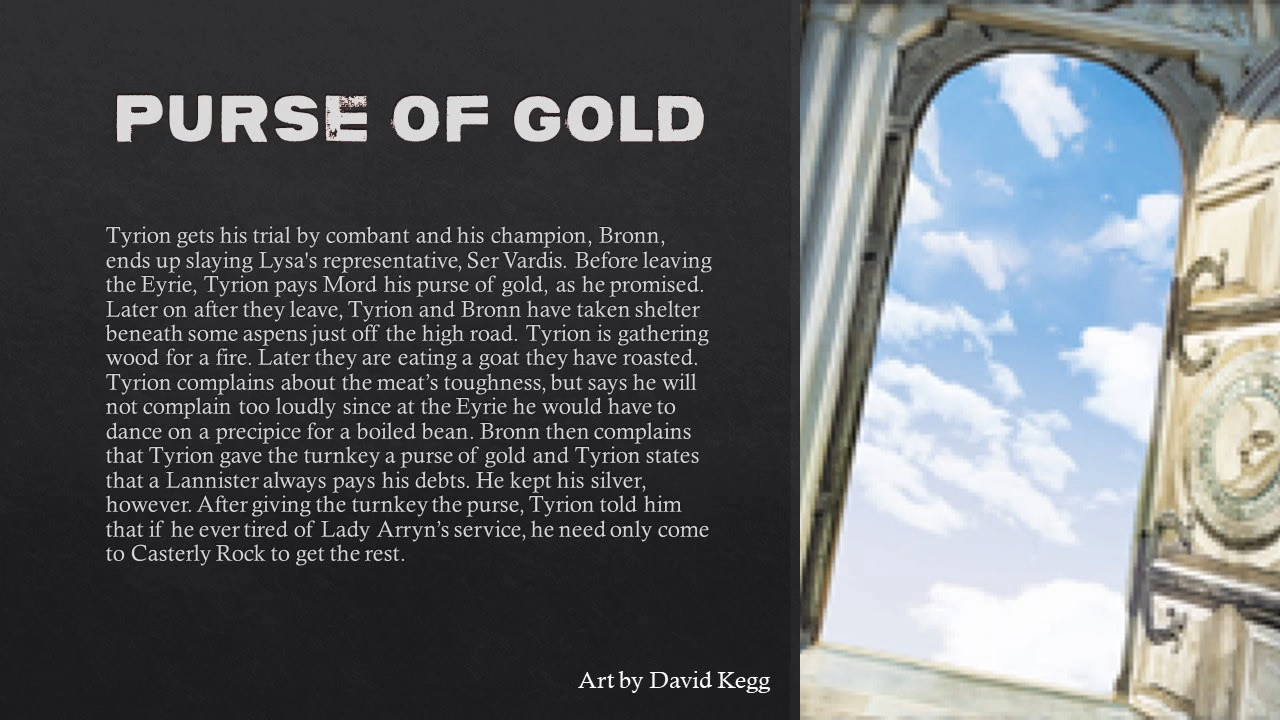 PURSE OF GOLD
Tyrion gets his trial by combant and his champion, Bronn,
ends up slaying Lysa's representative, Ser Vardis. Before leaving
the Eyrie, Tyrion pays Mord his purse of gold, as he promised.
Later on after they leave, Tyrion and Bronn have taken shelter
beneath some aspens just off the high road. Tyrion is gathering
wood for a fire. Later they are eating a goat they have roasted.
Tyrion complains about the meat’s toughness, but says he will
not complain too loudly since at the Eyrie he would have to
dance on a precipice for a boiled bean. Bronn then complains
that Tyrion gave the turnkey a purse of gold and Tyrion states
that a Lannister always pays his debts. He kept his silver,
however. After giving the turnkey the purse, Tyrion told him
that if he ever tired of Lady Arryn’s service, he need only come
to Casterly Rock to get the rest.
Art by David Kegg